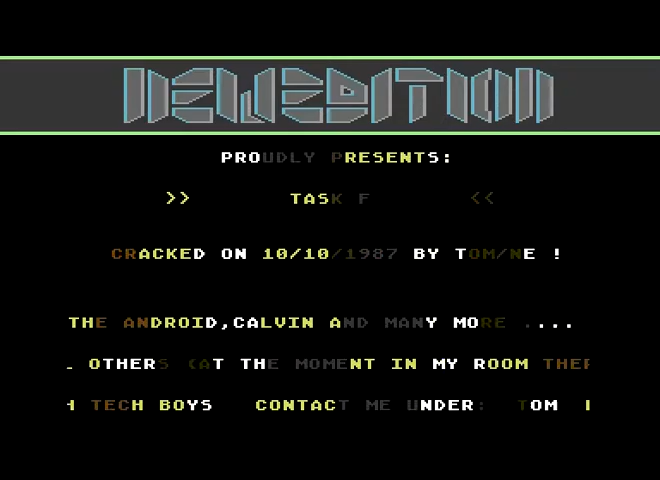 NEWEDITION
PROUDLY PRESENTS:
>> TASK F <<
CRACKED ON 10/10/1987 BY TOM/NE !
THE ANDROID,CALVIN AND MANY MORE ....
. OTHERS (AT THE MOMENT IN MY ROOM THER
H TECH BOYS CONTACT ME UNDER: TOM